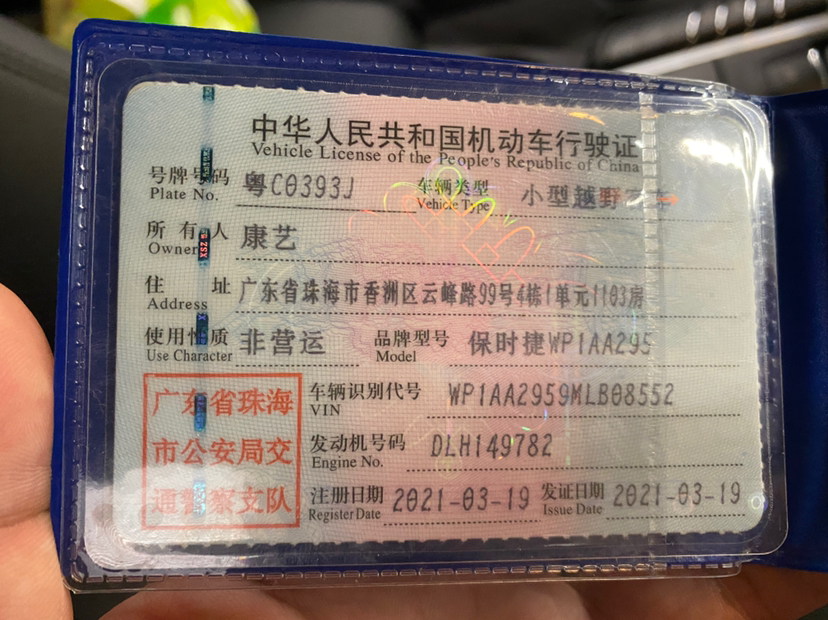 中华人民共和国机动车行驶证
Vehicle License of the People's Republic of China
号牌号码 粤C0393J 车辆类型 小型越野客车
Plate No. Vehicle Type
所有人 康艺
Owner
住址 广东省珠海市香洲区云峰路99号4栋1单元1103房
Address
使用性质 非营运 品牌型号 保时捷WP1AA295
Use Character Model
广东省珠海
市公安局交
通警察支队
车辆识别代号 WP1AA2959MLB08552
VIN
发动机号码 DLH149782
Engine No.
注册日期 2021-03-19 发证日期 2021-03-19
Register Date Issue Date